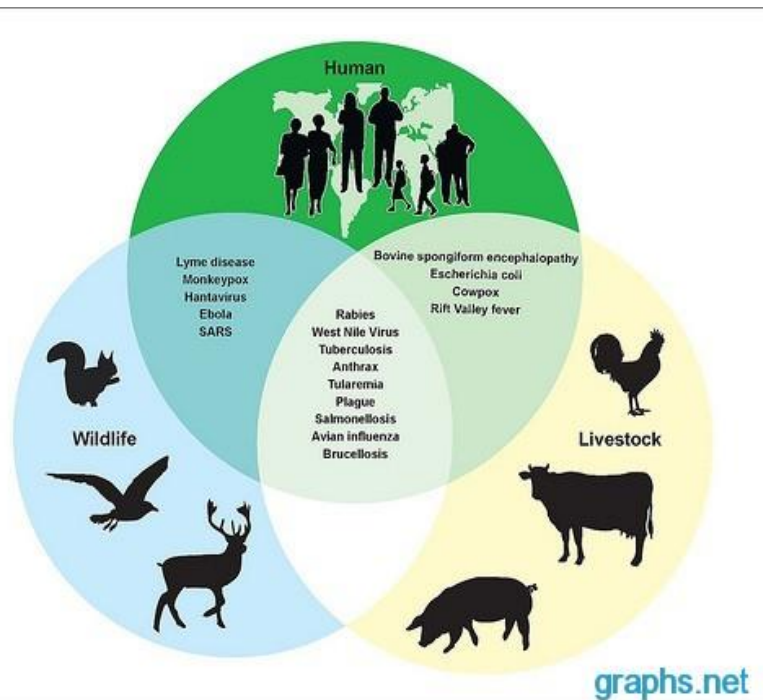 Human
Lyme disease
Monkeypox
Hantavirus
Ebola
SARS
Bovine spongiform encephalopathy
Escherichia coli
Cowpox
Rift Valley fever
Rabies
West Nile Virus
Tuberculosis
Anthrax
Tularemia
Plague
Salmonellosis
Avian influenza
Brucellosis
Wildlife
Livestock
graphs.net